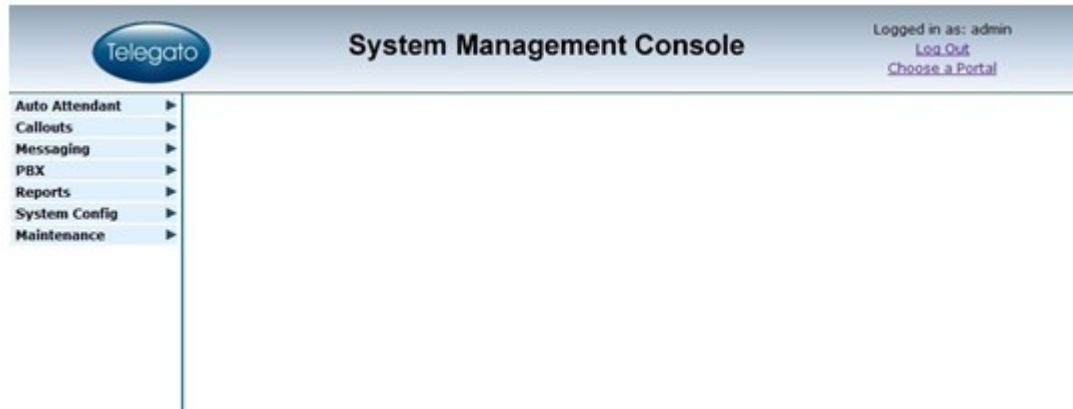 Telegato
System Management Console
Logged in as: admin
Log Out
Choose a Portal
Auto Attendant
Callouts
Messaging
PBX
Reports
System Config
Maintenance